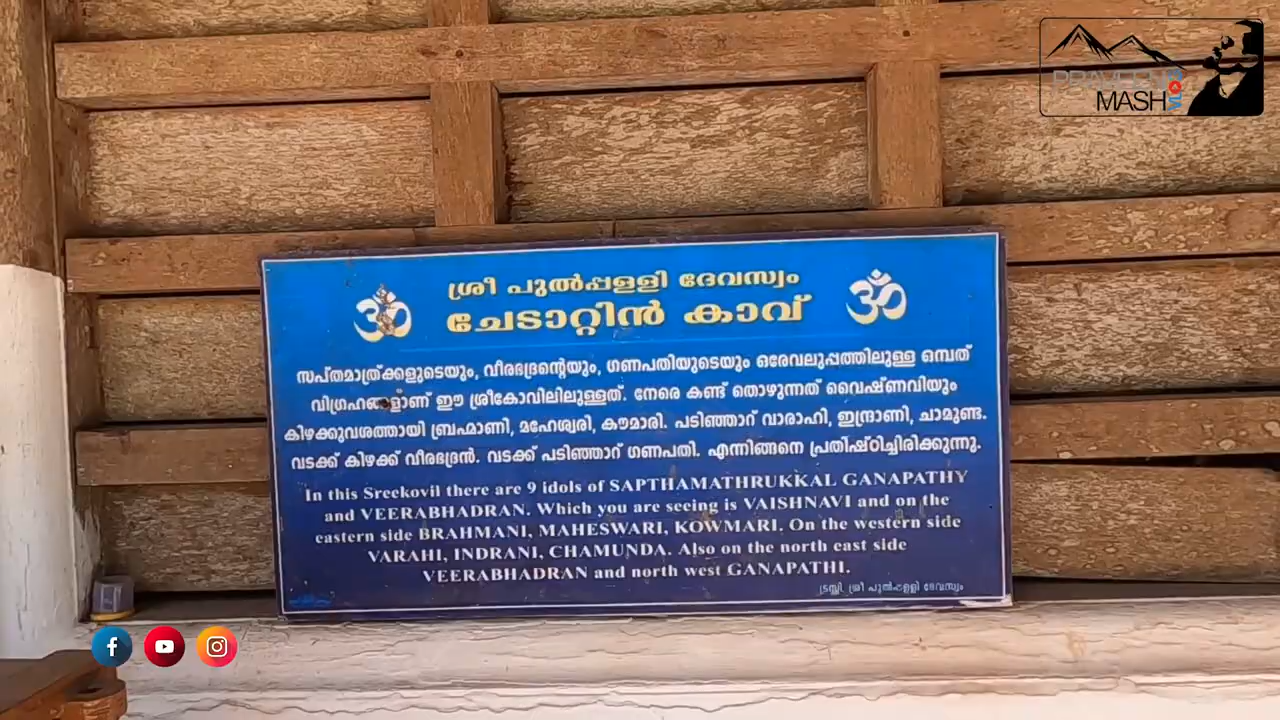 PRAVEEN
MASH
VLOG
ശ്രീ പുൽപ്പള്ളി ദേവസ്വം
ചേടാറ്റിൻ കാവ്
സപ്തമാത്ര്ക്കളുടെയും, വീരഭദ്രന്റെയും, ഗണപതിയുടെയും ഒരേവലുപ്പത്തിലുള്ള ഒമ്പത്
വിഗ്രഹങ്ങളാണ് ഈ ശ്രീകോവിലിലുള്ളത്. നേരെ കണ്ട് തൊഴുന്നത് വൈഷ്ണവിയും
കിഴക്കുവശത്തായി ബ്രഹ്മാണി, മഹേശ്വരി, കൗമാരി. പടിഞ്ഞാറ് വാരാഹി, ഇന്ദ്രാണി, ചാമുണ്ട.
വടക്ക് കിഴക്ക് വീരഭദ്രൻ. വടക്ക് പടിഞ്ഞാറ് ഗണപതി. എന്നിങ്ങനെ പ്രതിഷ്ഠിച്ചിരിക്കുന്നു.
In this Sreekovil there are 9 idols of SAPTHAMATHRUKKAL GANAPATHY
and VEERABHADRAN. Which you are seeing is VAISHNAVI and on the
eastern side BRAHMANI, MAHESWARI, KOWMARI. On the western side
VARAHI, INDRANI, CHAMUNDA. Also on the north east side
VEERABHADRAN and north west GANAPATHI.
ട്രസ്റ്റി ശ്രീ പുൽപ്പള്ളി ദേവസ്വം